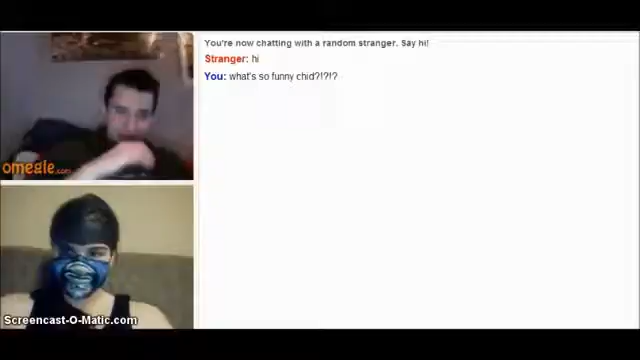 You're now chatting with a random stranger. Say hi!
Stranger: hi
You: what's so funny chid?!?!?
omegle.com
Screencast-O-Matic.com